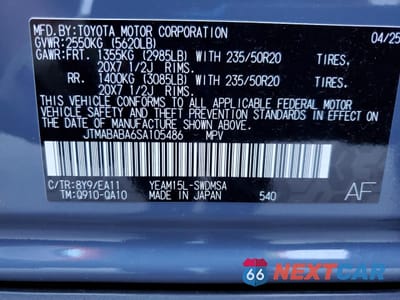 MFD. BY: TOYOTA MOTOR CORPORATION 04/25
GVWR: 2550KG (5620LB)
GAWR: FRT. 1355KG (2985LB) WITH 235/50R20 TIRES.
20X7 1/2J RIMS.
RR. 1400KG (3085LB) WITH 235/50R20 TIRES.
20X7 1/2J RIMS.
THIS VEHICLE CONFORMS TO ALL APPLICABLE FEDERAL MOTOR
VEHICLE SAFETY AND THEFT PREVENTION STANDARDS IN EFFECT
ON THE DATE OF MANUFACTURE SHOWN ABOVE.
JTMABABA6SA105486 MPV
C/TR: 8Y9/EA11 YEAM15L-SWDMSA
TM: Q910-QA10 MADE IN JAPAN 540 AF
66 NEXTCAR